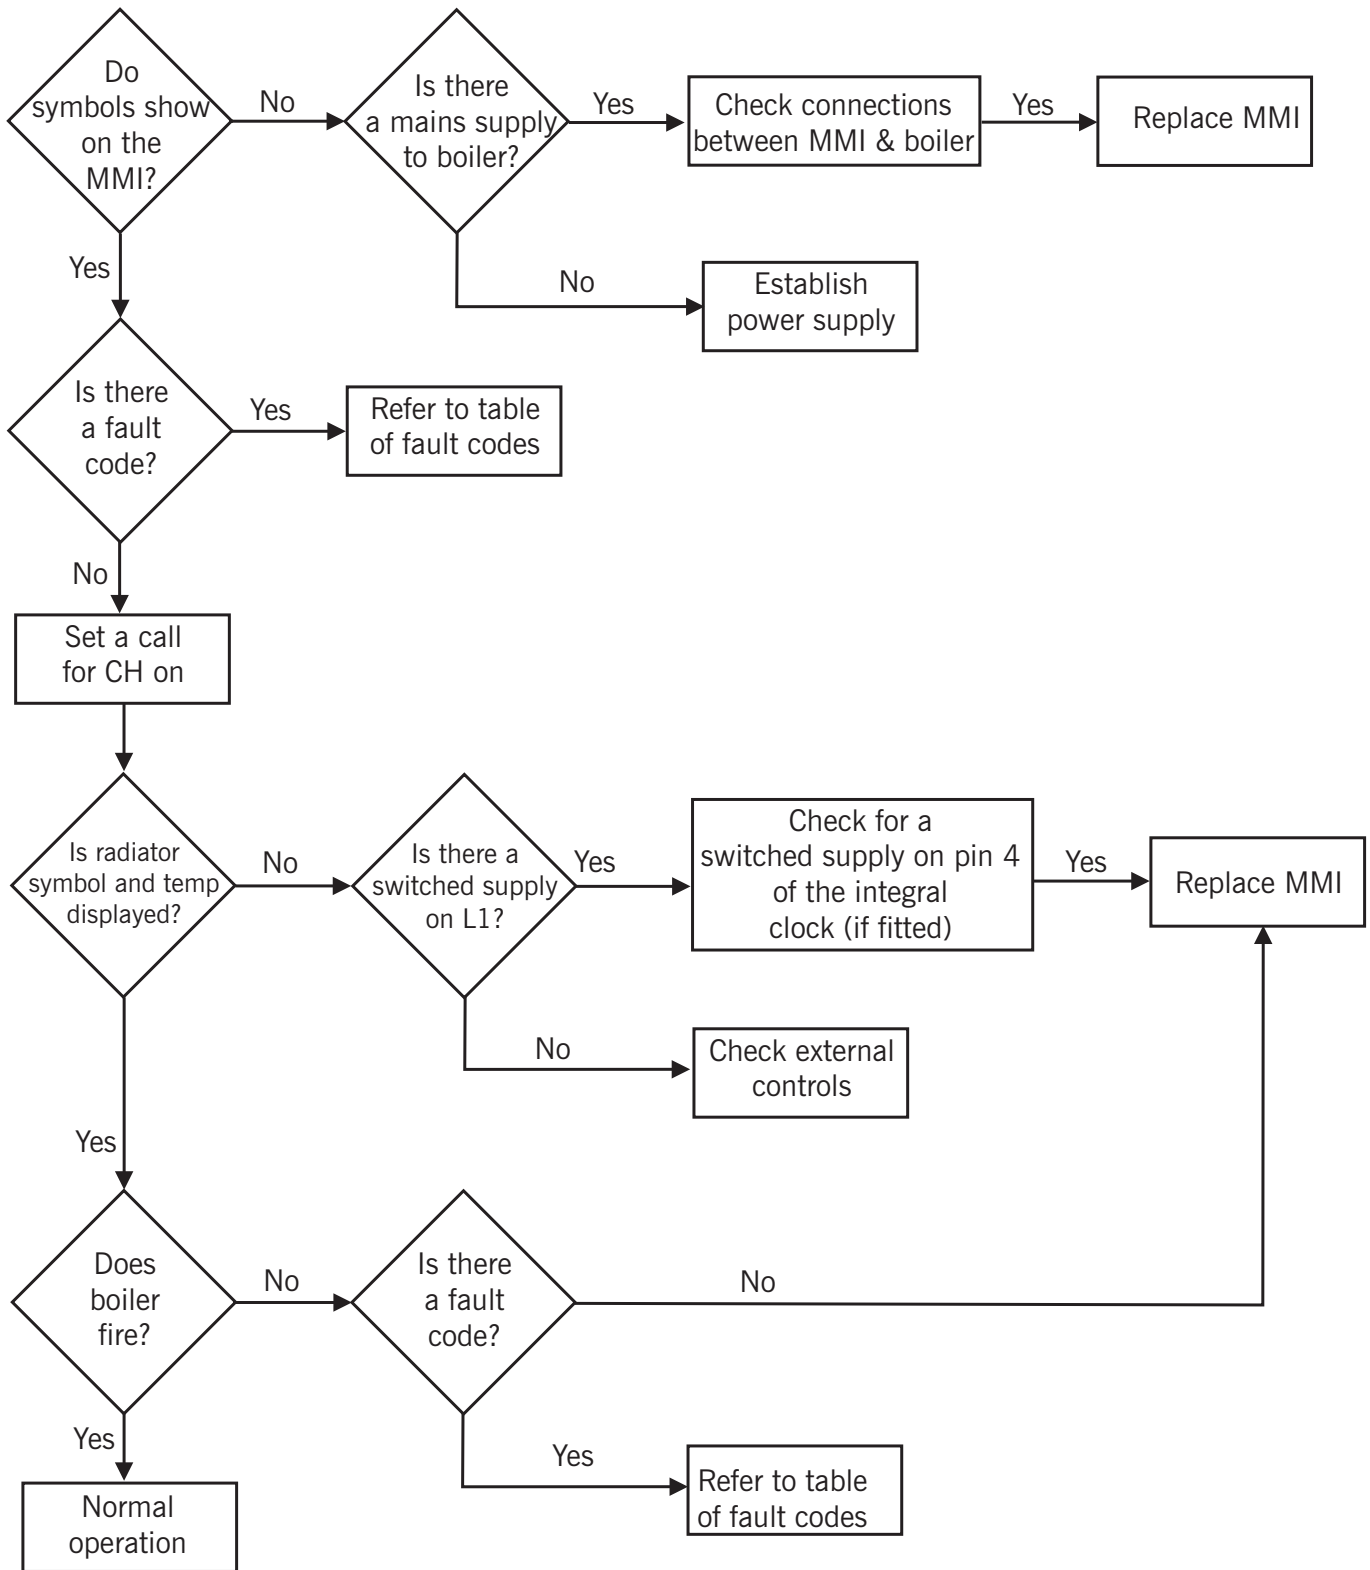 Do
symbols show
on the
MMI?
No
Is there
a mains supply
to boiler?
Yes
Check connections
between MMI & boiler
Yes
Replace MMI
Yes
No
Establish
power supply
Is there
a fault
code?
Yes
Refer to table
of fault codes
No
Set a call
for CH on
Is radiator
symbol and temp
displayed?
No
Is there a
switched supply
on L1?
Yes
Check for a
switched supply on pin 4
of the integral
clock (if fitted)
Yes
Replace MMI
No
Check external
controls
Yes
Does
boiler
fire?
No
Is there
a fault
code?
No
Yes
Normal
operation
Yes
Refer to table
of fault codes